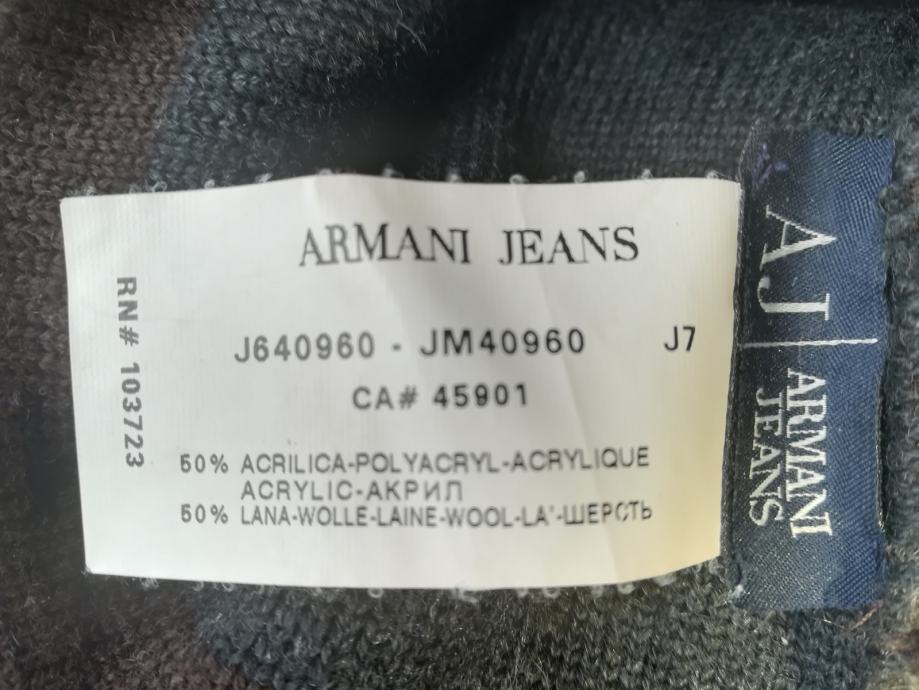 ARMANI JEANS
J640960 - JM40960 J7
CA# 45901
50% ACRILICA-POLYACRYL-ACRYLIQUE
ACRYLIC-АКРИЛ
50% LANA-WOLLE-LAINE-WOOL-LA'-ШЕРСТЬ
RN# 103723
AJ
ARMANI
JEANS